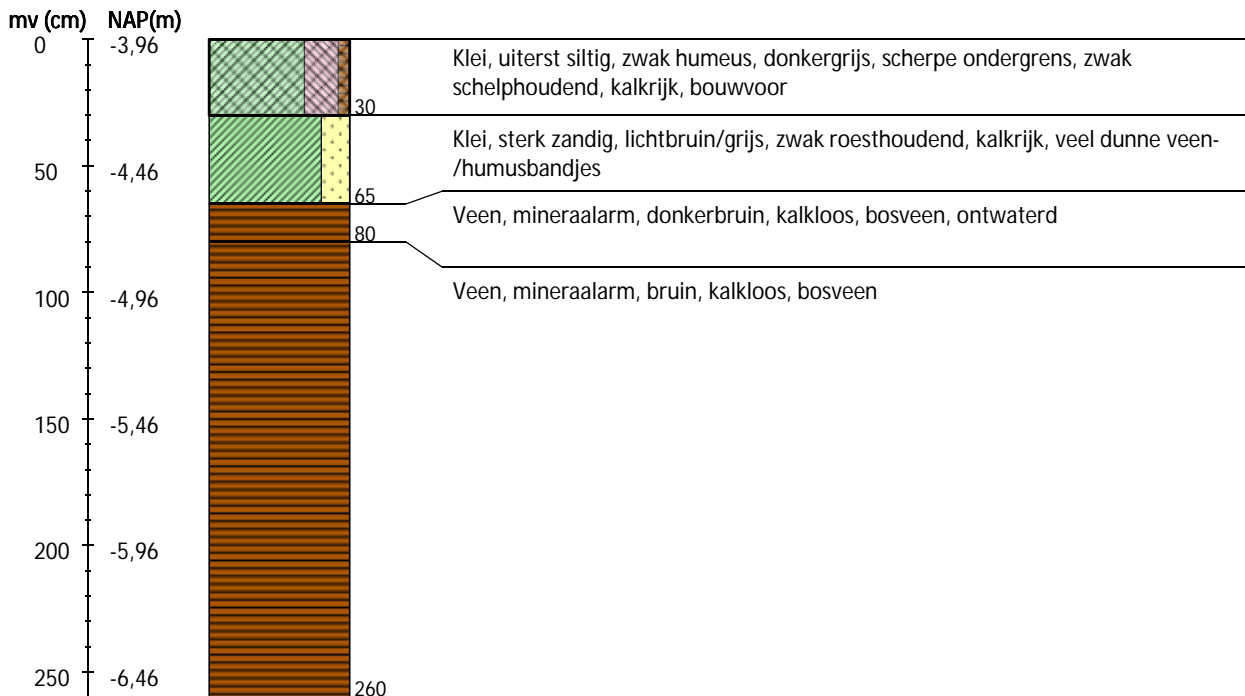 mv (cm) NAP(m)
0 -3,96
Klei, uiterst siltig, zwak humeus, donkergrijs, scherpe ondergrens, zwak
schelphoudend, kalkrijk, bouwvoor
30
Klei, sterk zandig, lichtbruin/grijs, zwak roesthoudend, kalkrijk, veel dunne veen-
/humusbandjes
50 -4,46
65
Veen, mineraalarm, donkerbruin, kalkloos, bosveen, ontwaterd
80
Veen, mineraalarm, bruin, kalkloos, bosveen
100 -4,96
150 -5,46
200 -5,96
250 -6,46
260